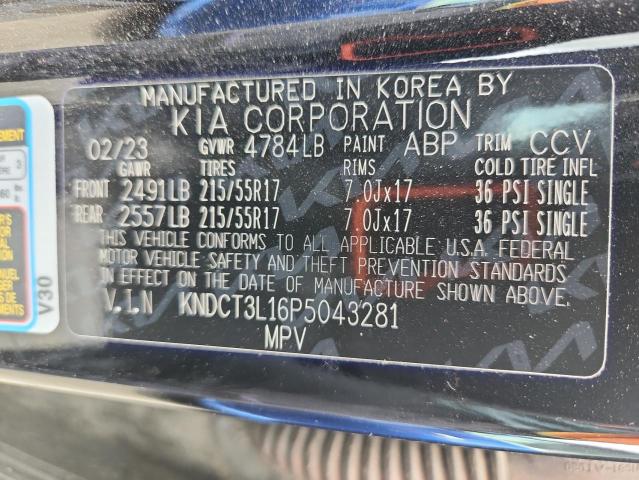 MANUFACTURED IN KOREA BY
KIA CORPORATION
02/23 GVWR 4784LB PAINT ABP TRIM CCV
GAWR TIRES RIMS COLD TIRE INFL
FRONT 2491LB 215/55R17 7.0Jx17 36 PSI SINGLE
REAR 2557LB 215/55R17 7.0Jx17 36 PSI SINGLE
THIS VEHICLE CONFORMS TO ALL APPLICABLE U.S.A. FEDERAL
MOTOR VEHICLE SAFETY AND THEFT PREVENTION STANDARDS
IN EFFECT ON THE DATE OF MANUFACTURE SHOWN ABOVE.
V.I.N KNDCT3L16P5043281
MPV
V30